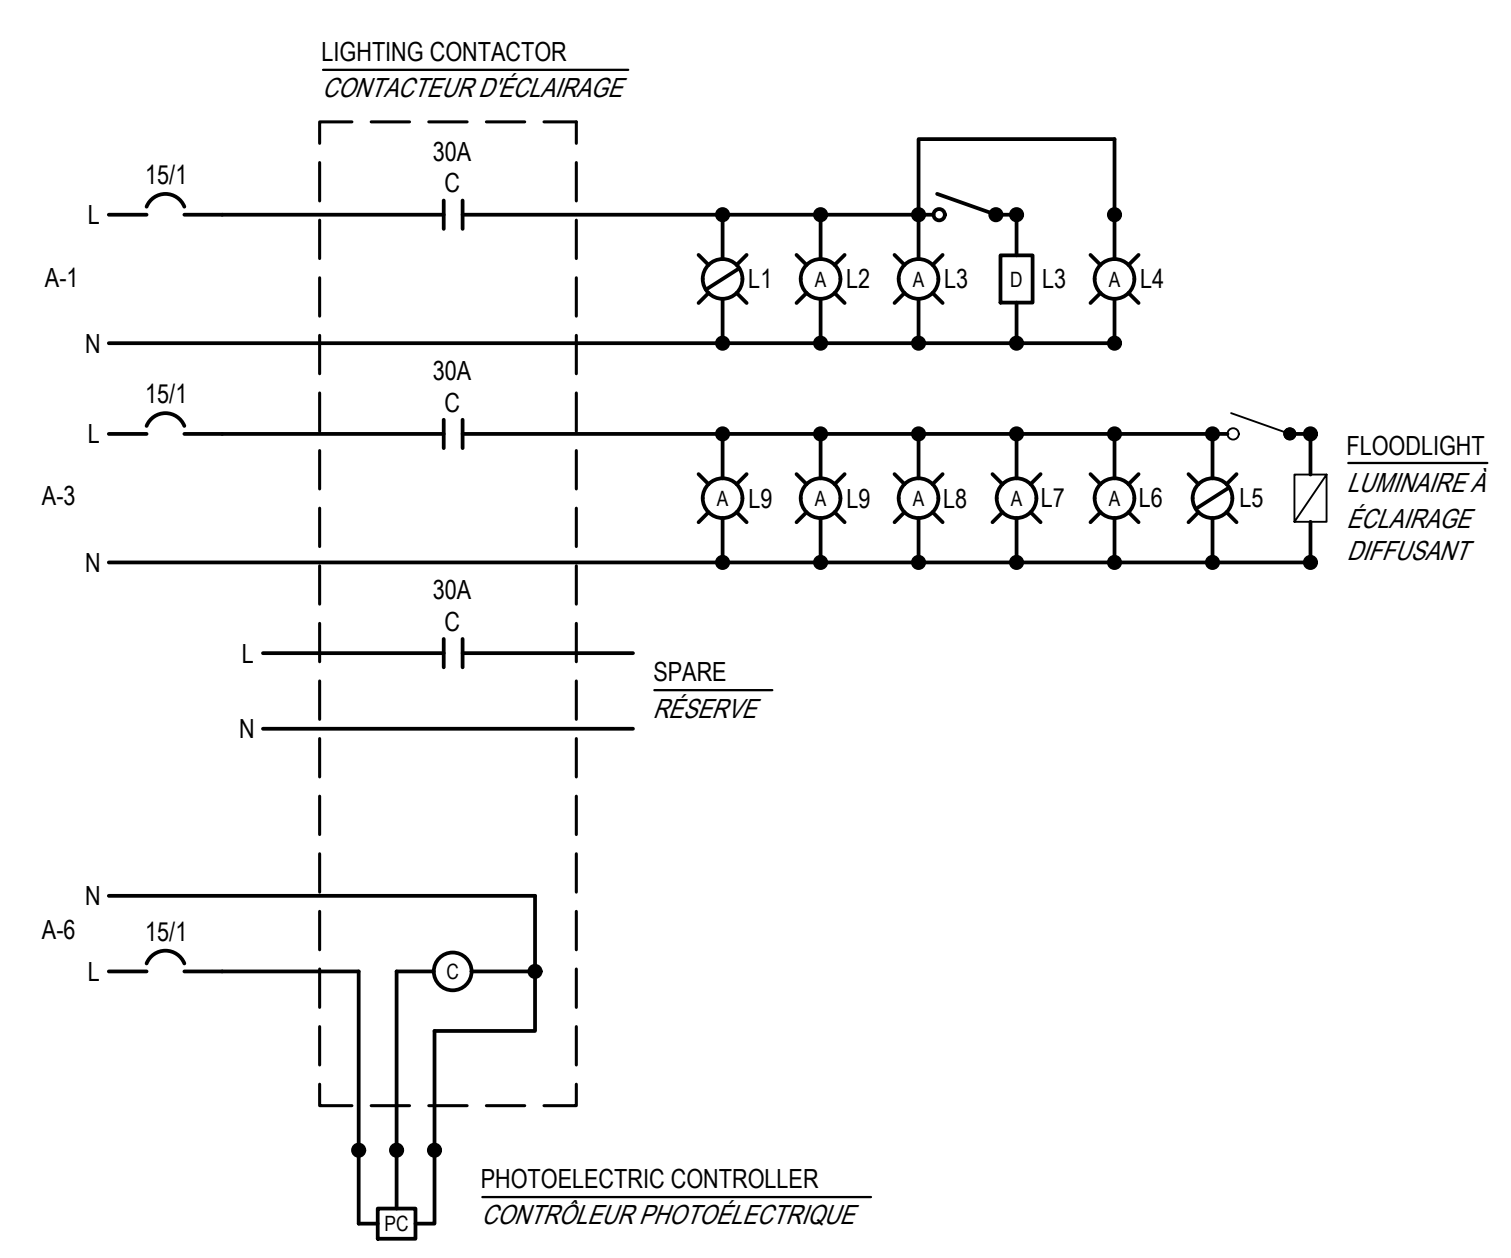 LIGHTING CONTACTOR
CONTACTEUR D'ÉCLAIRAGE
30A
15/1
C
L
A-1
L1
A
L2
A
L3
D
L3
A
L4
N
30A
15/1
C
L
A-3
A
L9
A
L9
A
L8
A
L7
A
L6
L5
FLOODLIGHT
LUMINAIRE À
ÉCLAIRAGE
DIFFUSANT
N
30A
C
L
SPARE
RÉSERVE
N
N
A-6
15/1
L
C
PHOTOELECTRIC CONTROLLER
CONTRÔLEUR PHOTOÉLECTRIQUE
PC